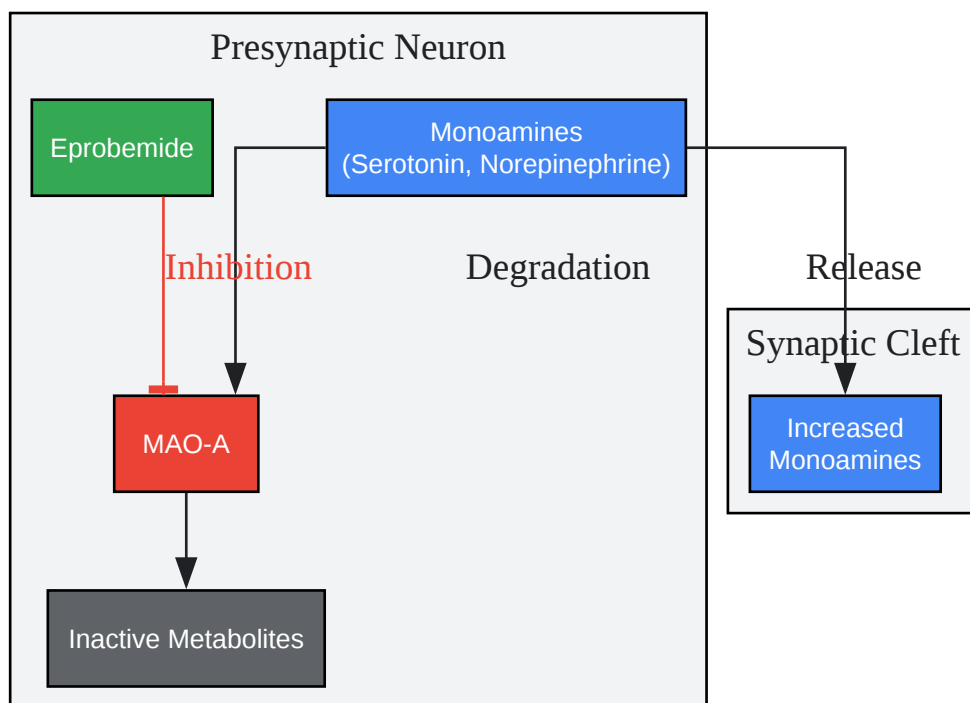 Presynaptic Neuron
Eprobemide
Monoamines
(Serotonin, Norepinephrine)
Inhibition
Degradation
Release
Synaptic Cleft
MAO-A
Increased
Monoamines
Inactive Metabolites